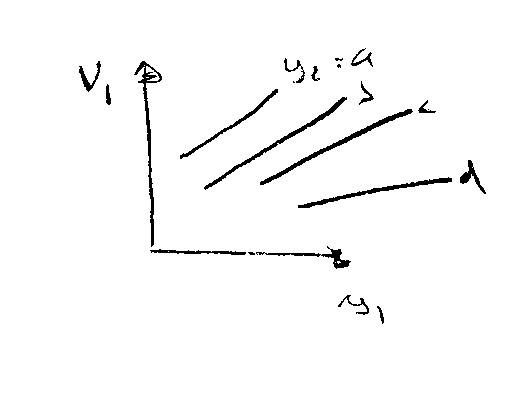 y₂ = a
V₁
b
c
d
y₁